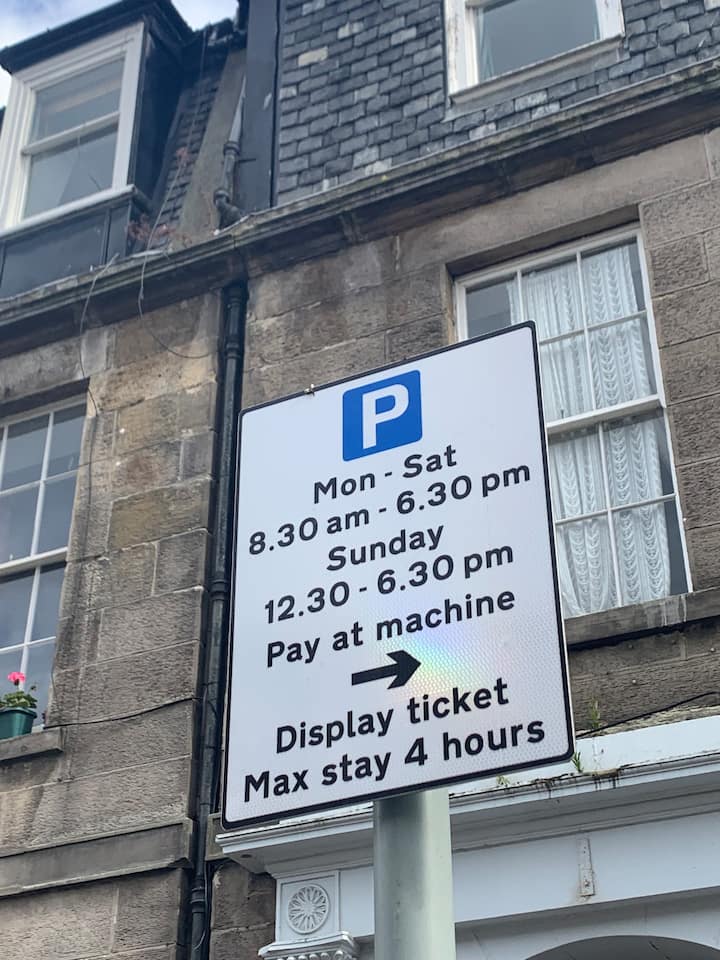 P
Mon - Sat
8.30 am - 6.30 pm
Sunday
12.30 - 6.30 pm
Pay at machine
Display ticket
Max stay 4 hours